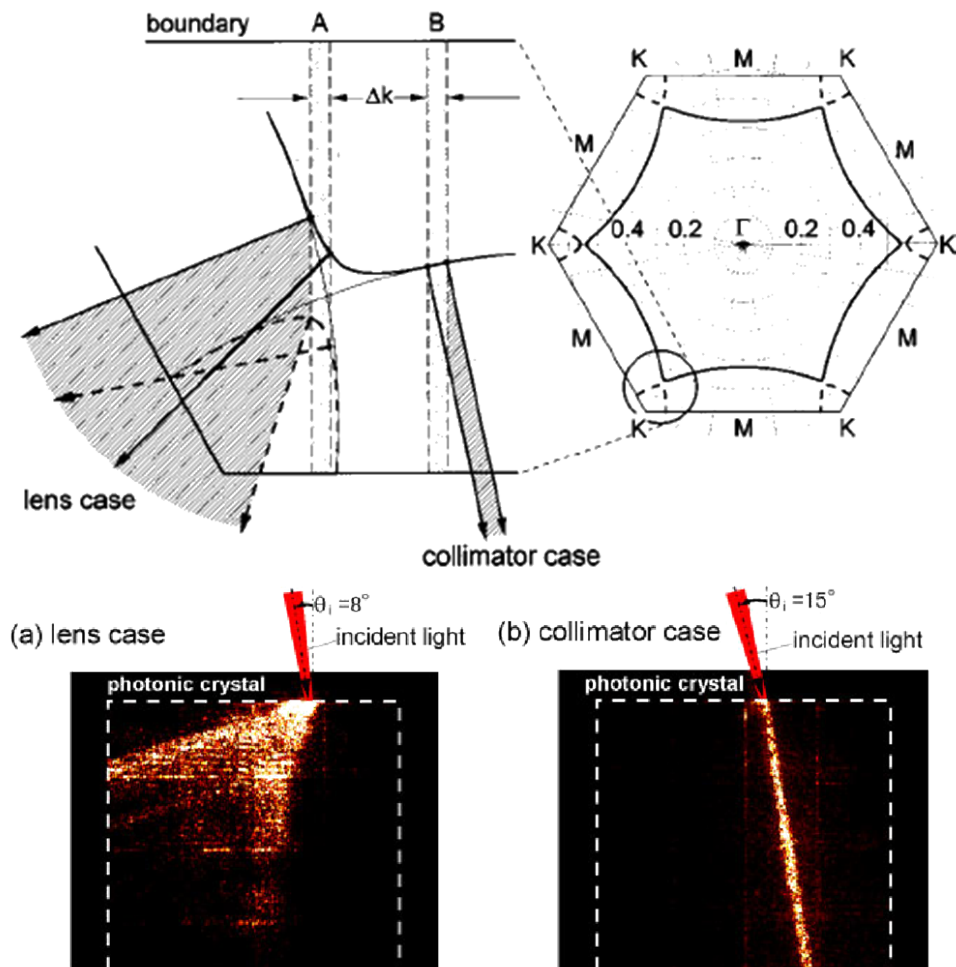 boundary A B
Δk
lens case
collimator case
K M K
M M
K 0.4 0.2 Γ 0.2 0.4 K
M M
K M K
(a) lens case
θi =8°
incident light
photonic crystal
(b) collimator case
θi =15°
incident light
photonic crystal